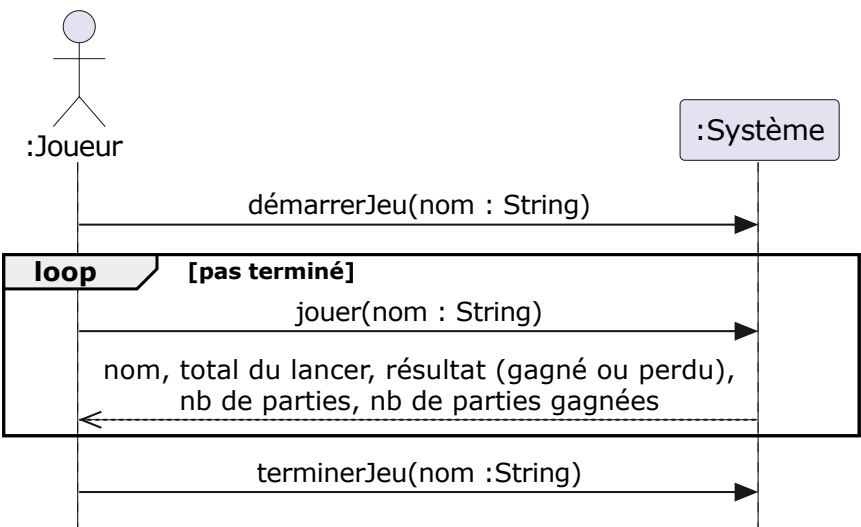 :Joueur
:Système
démarrerJeu(nom : String)
loop
[pas terminé]
jouer(nom : String)
nom, total du lancer, résultat (gagné ou perdu),
nb de parties, nb de parties gagnées
terminerJeu(nom :String)